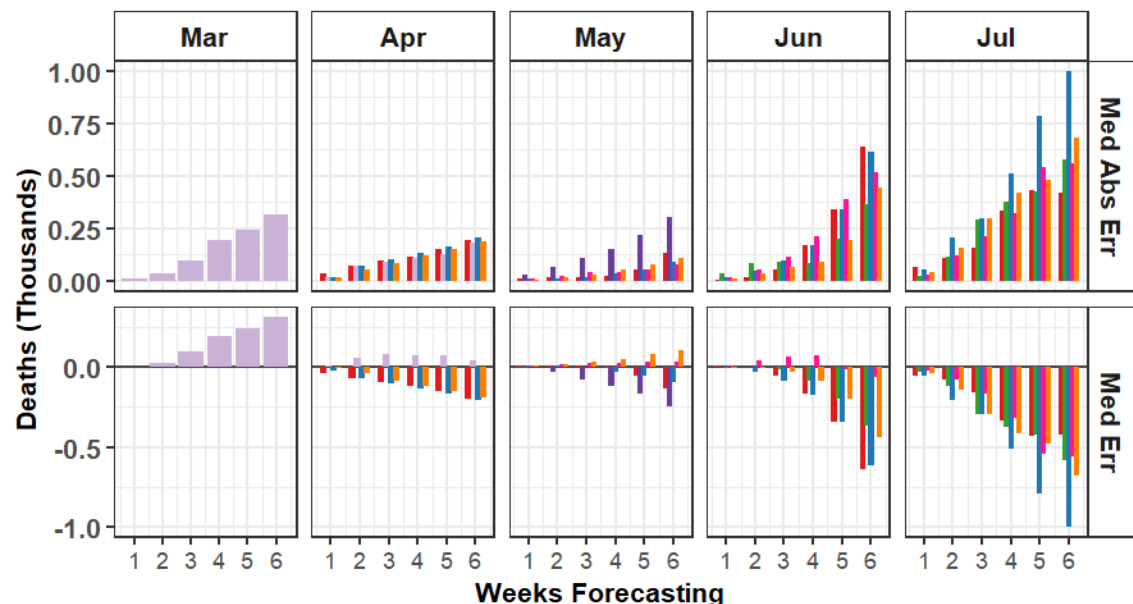 Mar Apr May Jun Jul
Deaths (Thousands)
1.00
0.75
0.50
0.25
0.00
Med Abs Err
0.0
-0.5
-1.0
Med Err
1 2 3 4 5 6 1 2 3 4 5 6 1 2 3 4 5 6 1 2 3 4 5 6 1 2 3 4 5 6
Weeks Forecasting